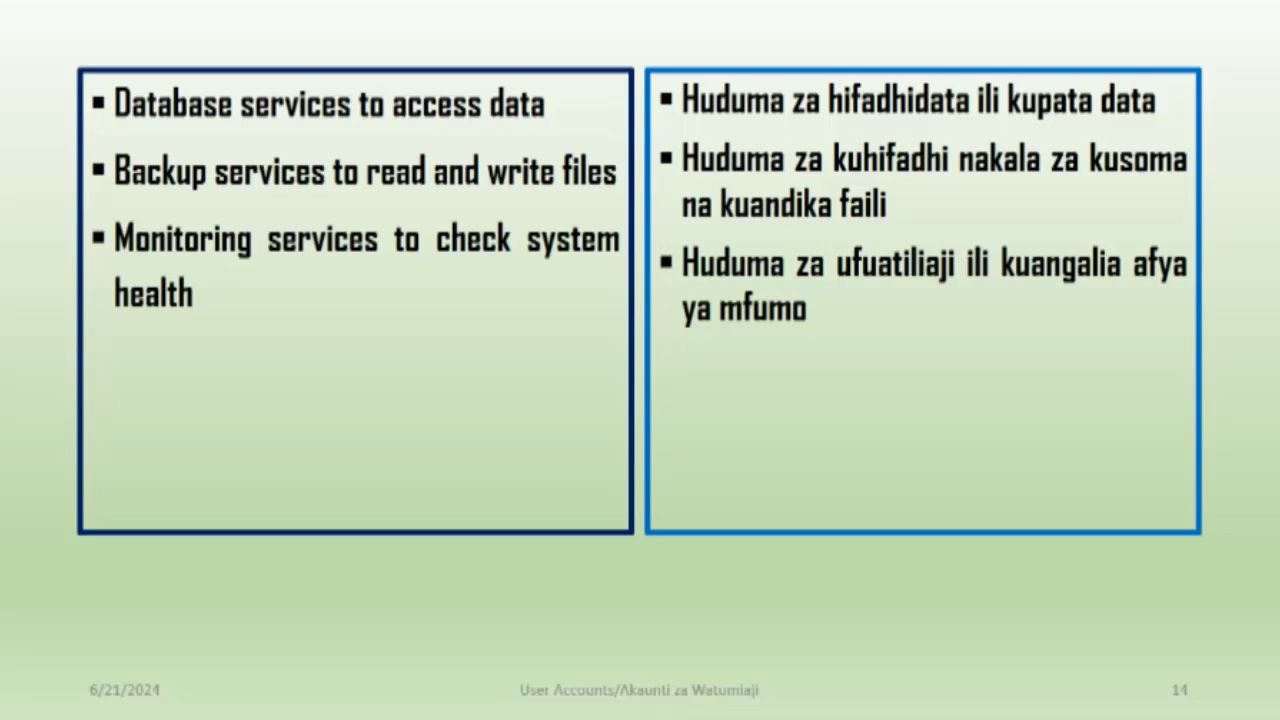 ▪ Database services to access data
▪ Backup services to read and write files
▪ Monitoring services to check system
health
▪ Huduma za hifadhidata ili kupata data
▪ Huduma za kuhifadhi nakala za kusoma
na kuandika faili
▪ Huduma za ufuatiliaji ili kuangalia afya
ya mfumo
6/21/2024
User Accounts/Akaunti za Watumiaji
14